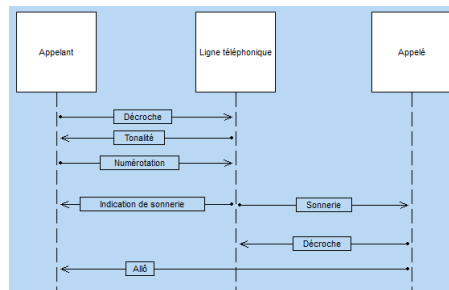 Appelant
Ligne téléphonique
Appelé
Décroche
Tonalité
Numérotation
Indication de sonnerie
Sonnerie
Décroche
Allô